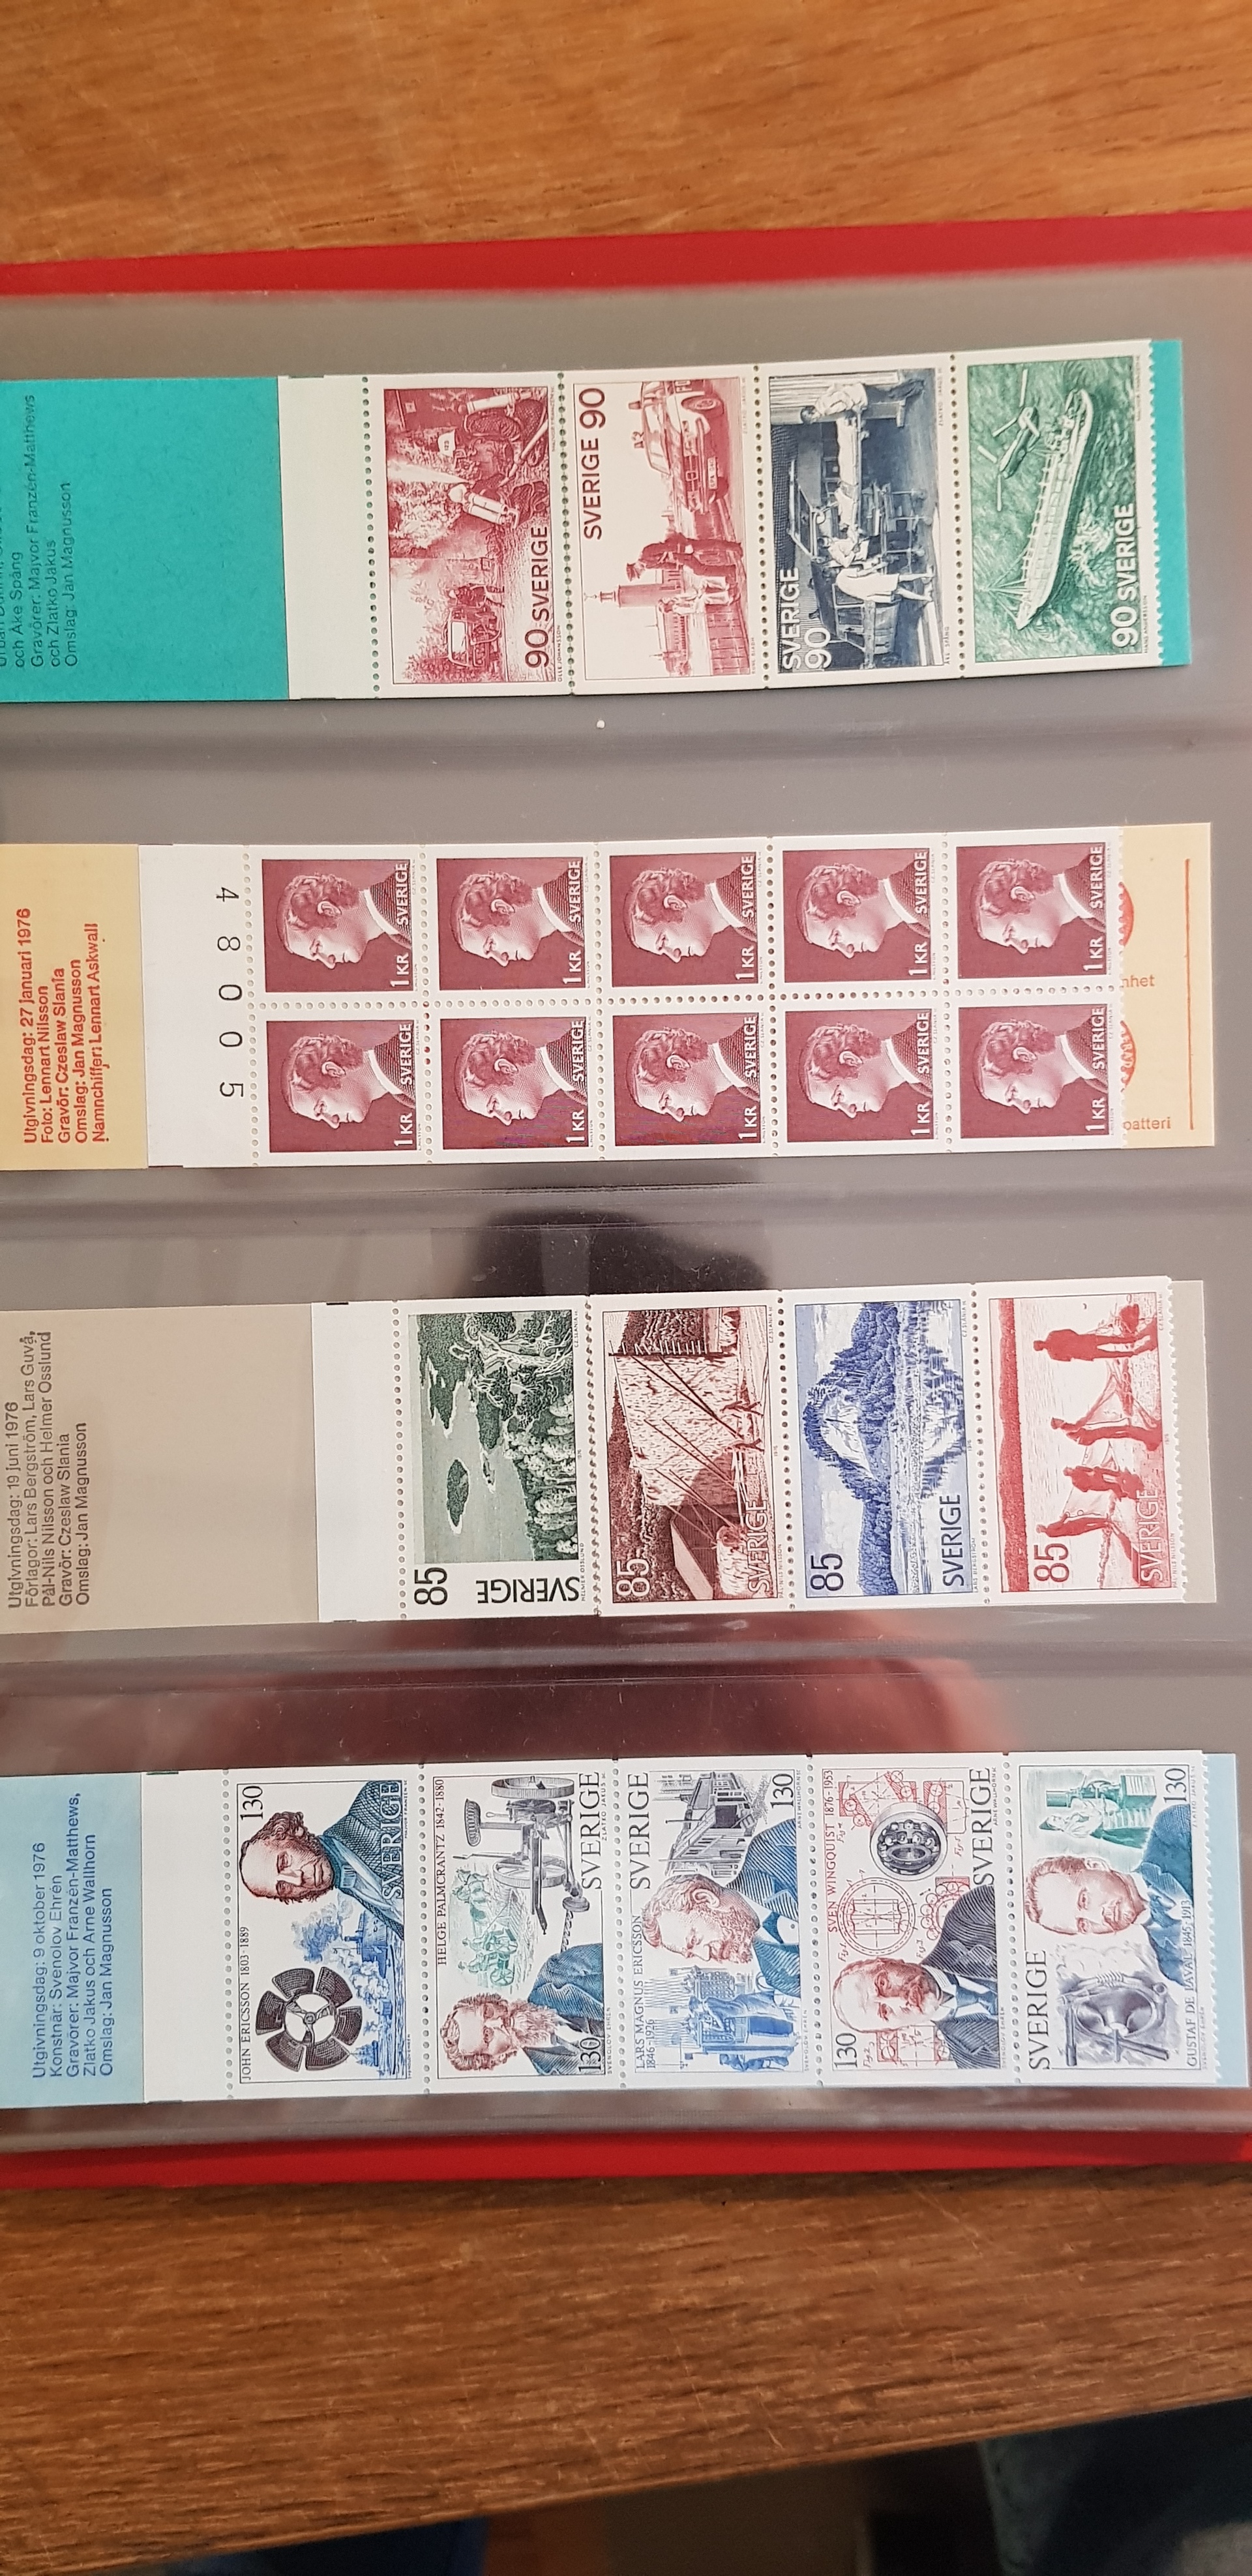 och Åke Spång
Gravörer: Majvor Franzén-Matthews
och Zlatko Jakus
Omslag: Jan Magnusson
90 SVERIGE
SVERIGE 90
SVERIGE
90
90 SVERIGE
Utgivningsdag: 27 januari 1976
Foto: Lennart Nilsson
Gravör: Czeslaw Slania
Omslag: Jan Magnusson
Namnchiffer: Lennart Askwall
4 8 0 0 5
1 KR SVERIGE
1 KR SVERIGE
1 KR SVERIGE
1 KR SVERIGE
1 KR SVERIGE
1 KR SVERIGE
1 KR SVERIGE
1 KR SVERIGE
1 KR SVERIGE
1 KR SVERIGE
Utgivningsdag: 19 juni 1976
Förlagor: Lars Bergström, Lars Guvå,
Pål-Nils Nilsson och Helmer Osslund
Gravör: Czeslaw Slania
Omslag: Jan Magnusson
85
SVERIGE
85
SVERIGE
85
SVERIGE
85
SVERIGE
Utgivningsdag: 9 oktober 1976
Konstnär: Svenolov Ehrén
Gravörer: Majvor Franzén-Matthews,
Zlatko Jakus och Arne Wallhorn
Omslag: Jan Magnusson
JOHN ERICSSON 1803-1889
130
SVERIGE
HELGE PALMCRANTZ 1842-1880
130
SVERIGE
SVERIGE
LARS MAGNUS ERICSSON
1846-1926
130
SVEN WINGQUIST 1876-1953
130
SVERIGE
SVERIGE
130
GUSTAF DE LAVAL 1845-1913